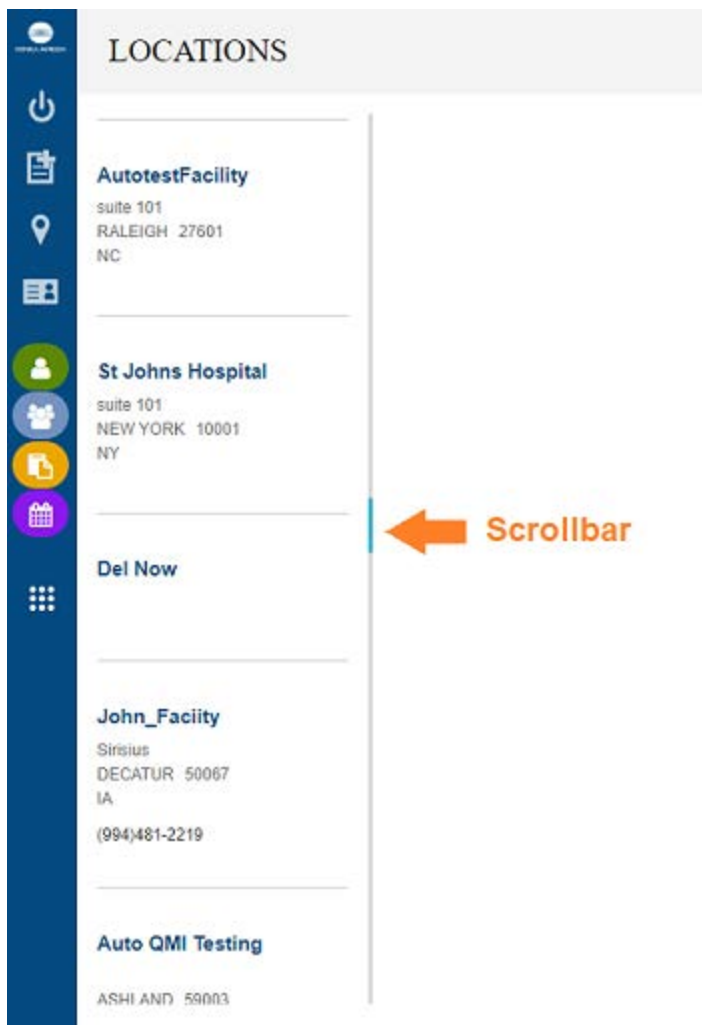 LOCATIONS
AutotestFacility
suite 101
RALEIGH 27601
NC
St Johns Hospital
suite 101
NEW YORK 10001
NY
Scrollbar
Del Now
John_Faciity
Sirisius
DECATUR 50067
IA
(994)481-2219
Auto QMI Testing
ASHLAND 59003